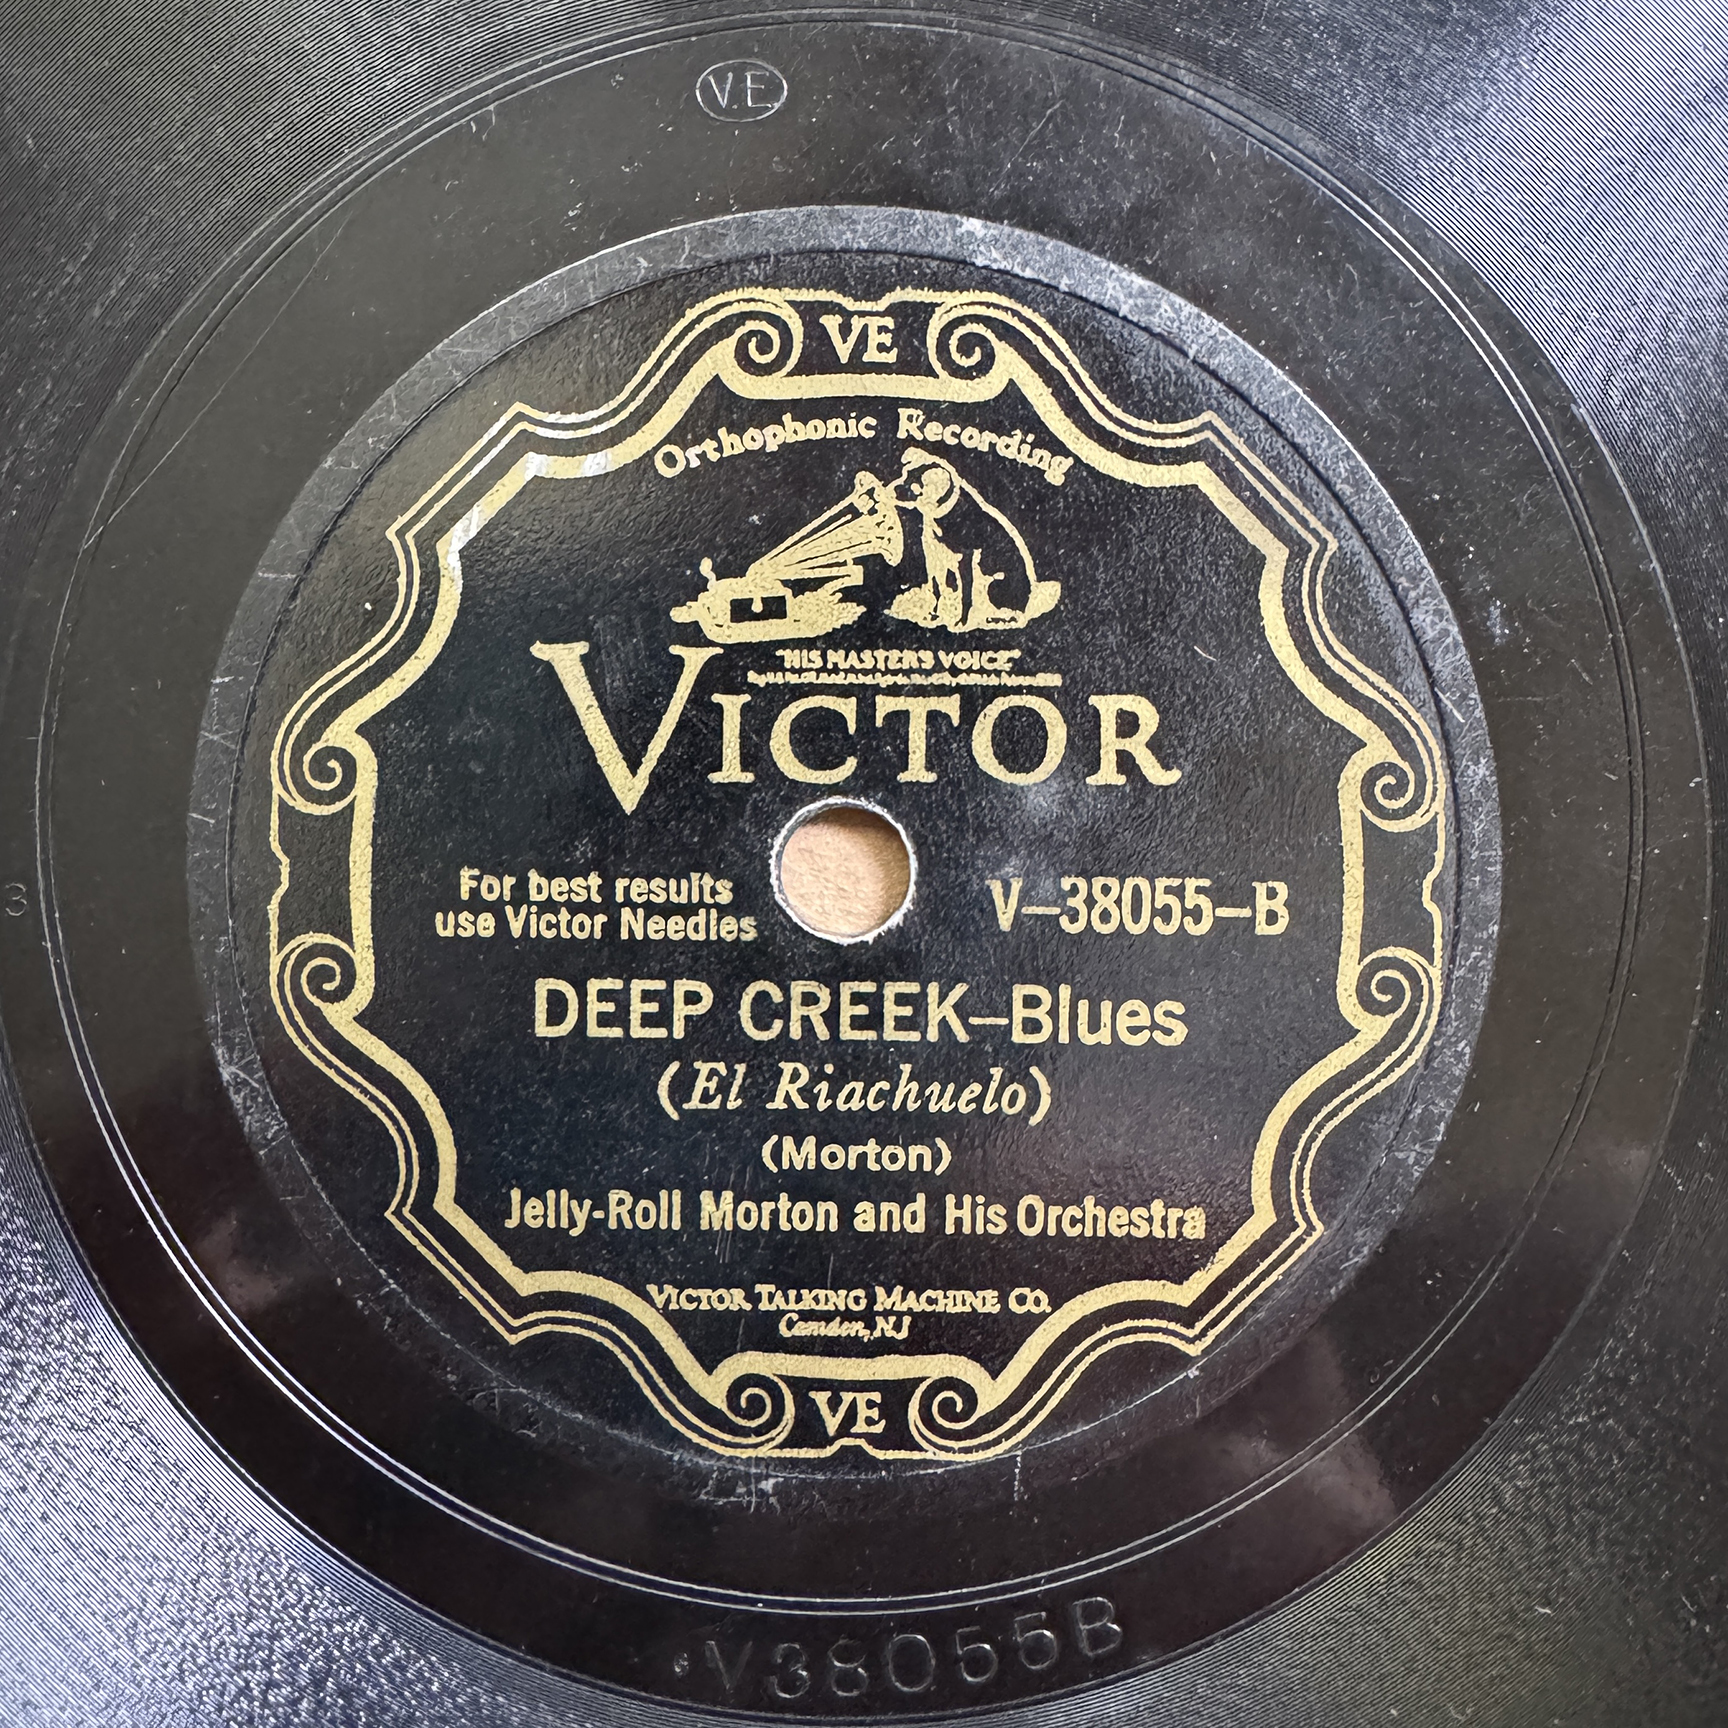 V.E
VE
Orthophonic Recording
"HIS MASTER'S VOICE"
VICTOR
For best results
use Victor Needles
V-38055-B
DEEP CREEK-Blues
(El Riachuelo)
(Morton)
Jelly-Roll Morton and His Orchestra
VICTOR TALKING MACHINE CO.
Camden, N.J
VE
3
V38055B